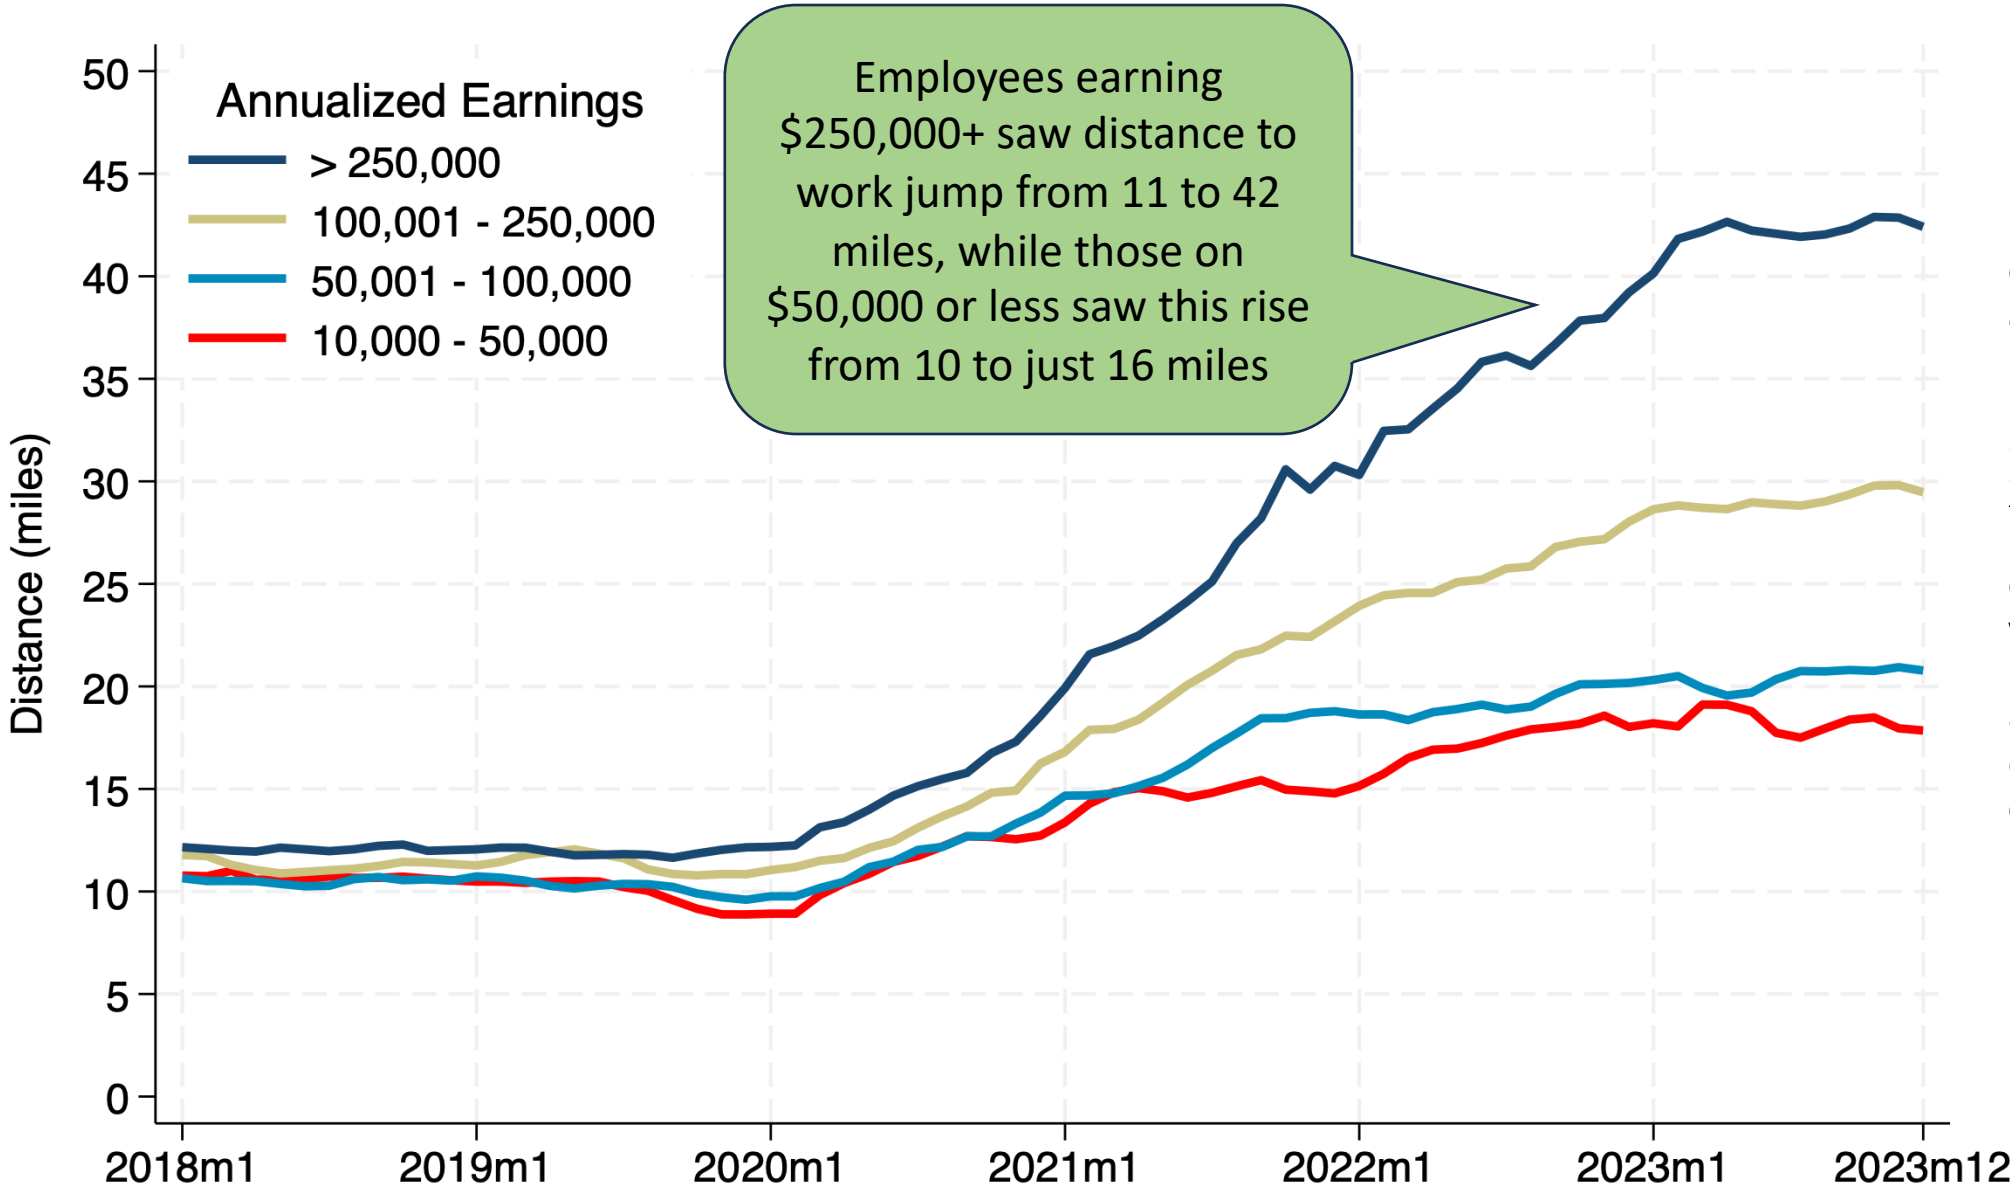 Employees earning
$250,000+ saw distance to
work jump from 11 to 42
miles, while those on
$50,000 or less saw this rise
from 10 to just 16 miles
Annualized Earnings
> 250,000
100,001 - 250,000
50,001 - 100,000
10,000 - 50,000
Distance (miles)
50
45
40
35
30
25
20
15
10
5
0
2018m1 2019m1 2020m1 2021m1 2022m1 2023m1 2023m12